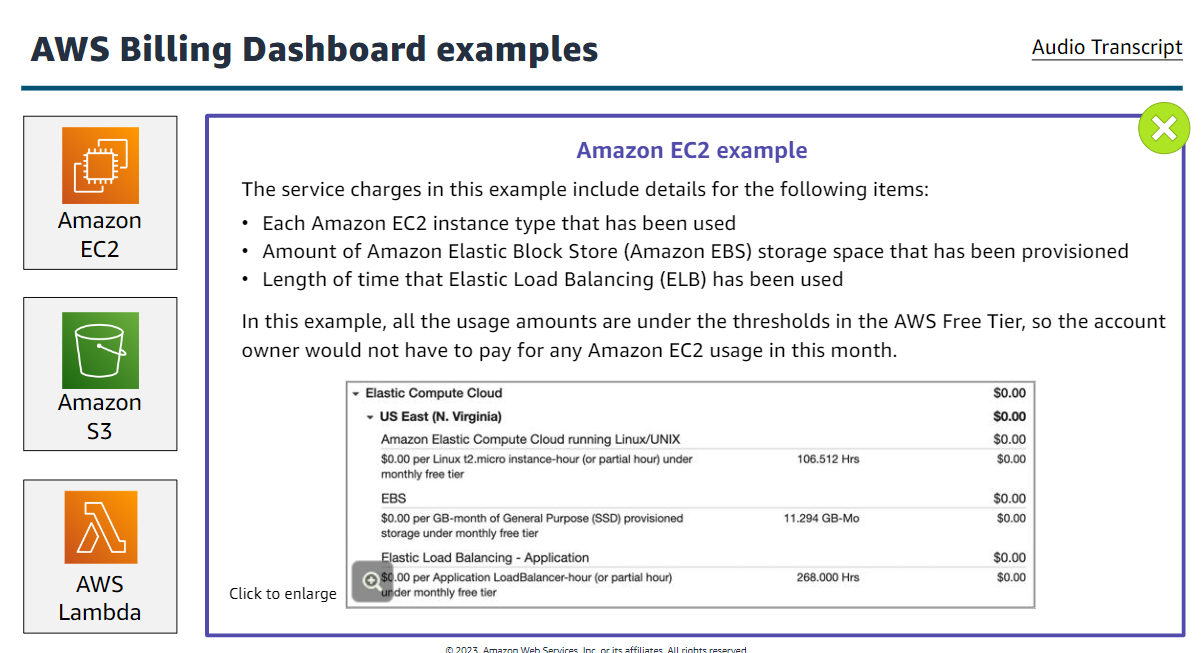 AWS Billing Dashboard examples
Audio Transcript
Amazon
EC2
Amazon
S3
AWS
Lambda
Amazon EC2 example
The service charges in this example include details for the following items:
• Each Amazon EC2 instance type that has been used
• Amount of Amazon Elastic Block Store (Amazon EBS) storage space that has been provisioned
• Length of time that Elastic Load Balancing (ELB) has been used
In this example, all the usage amounts are under the thresholds in the AWS Free Tier, so the account
owner would not have to pay for any Amazon EC2 usage in this month.
Elastic Compute Cloud $0.00
US East (N. Virginia) $0.00
Amazon Elastic Compute Cloud running Linux/UNIX $0.00
$0.00 per Linux t2.micro instance-hour (or partial hour) under 106.512 Hrs $0.00
monthly free tier
EBS $0.00
$0.00 per GB-month of General Purpose (SSD) provisioned 11.294 GB-Mo $0.00
storage under monthly free tier
Elastic Load Balancing - Application $0.00
$0.00 per Application LoadBalancer-hour (or partial hour) 268.000 Hrs $0.00
under monthly free tier
Click to enlarge
© 2023, Amazon Web Services, Inc. or its affiliates. All rights reserved.